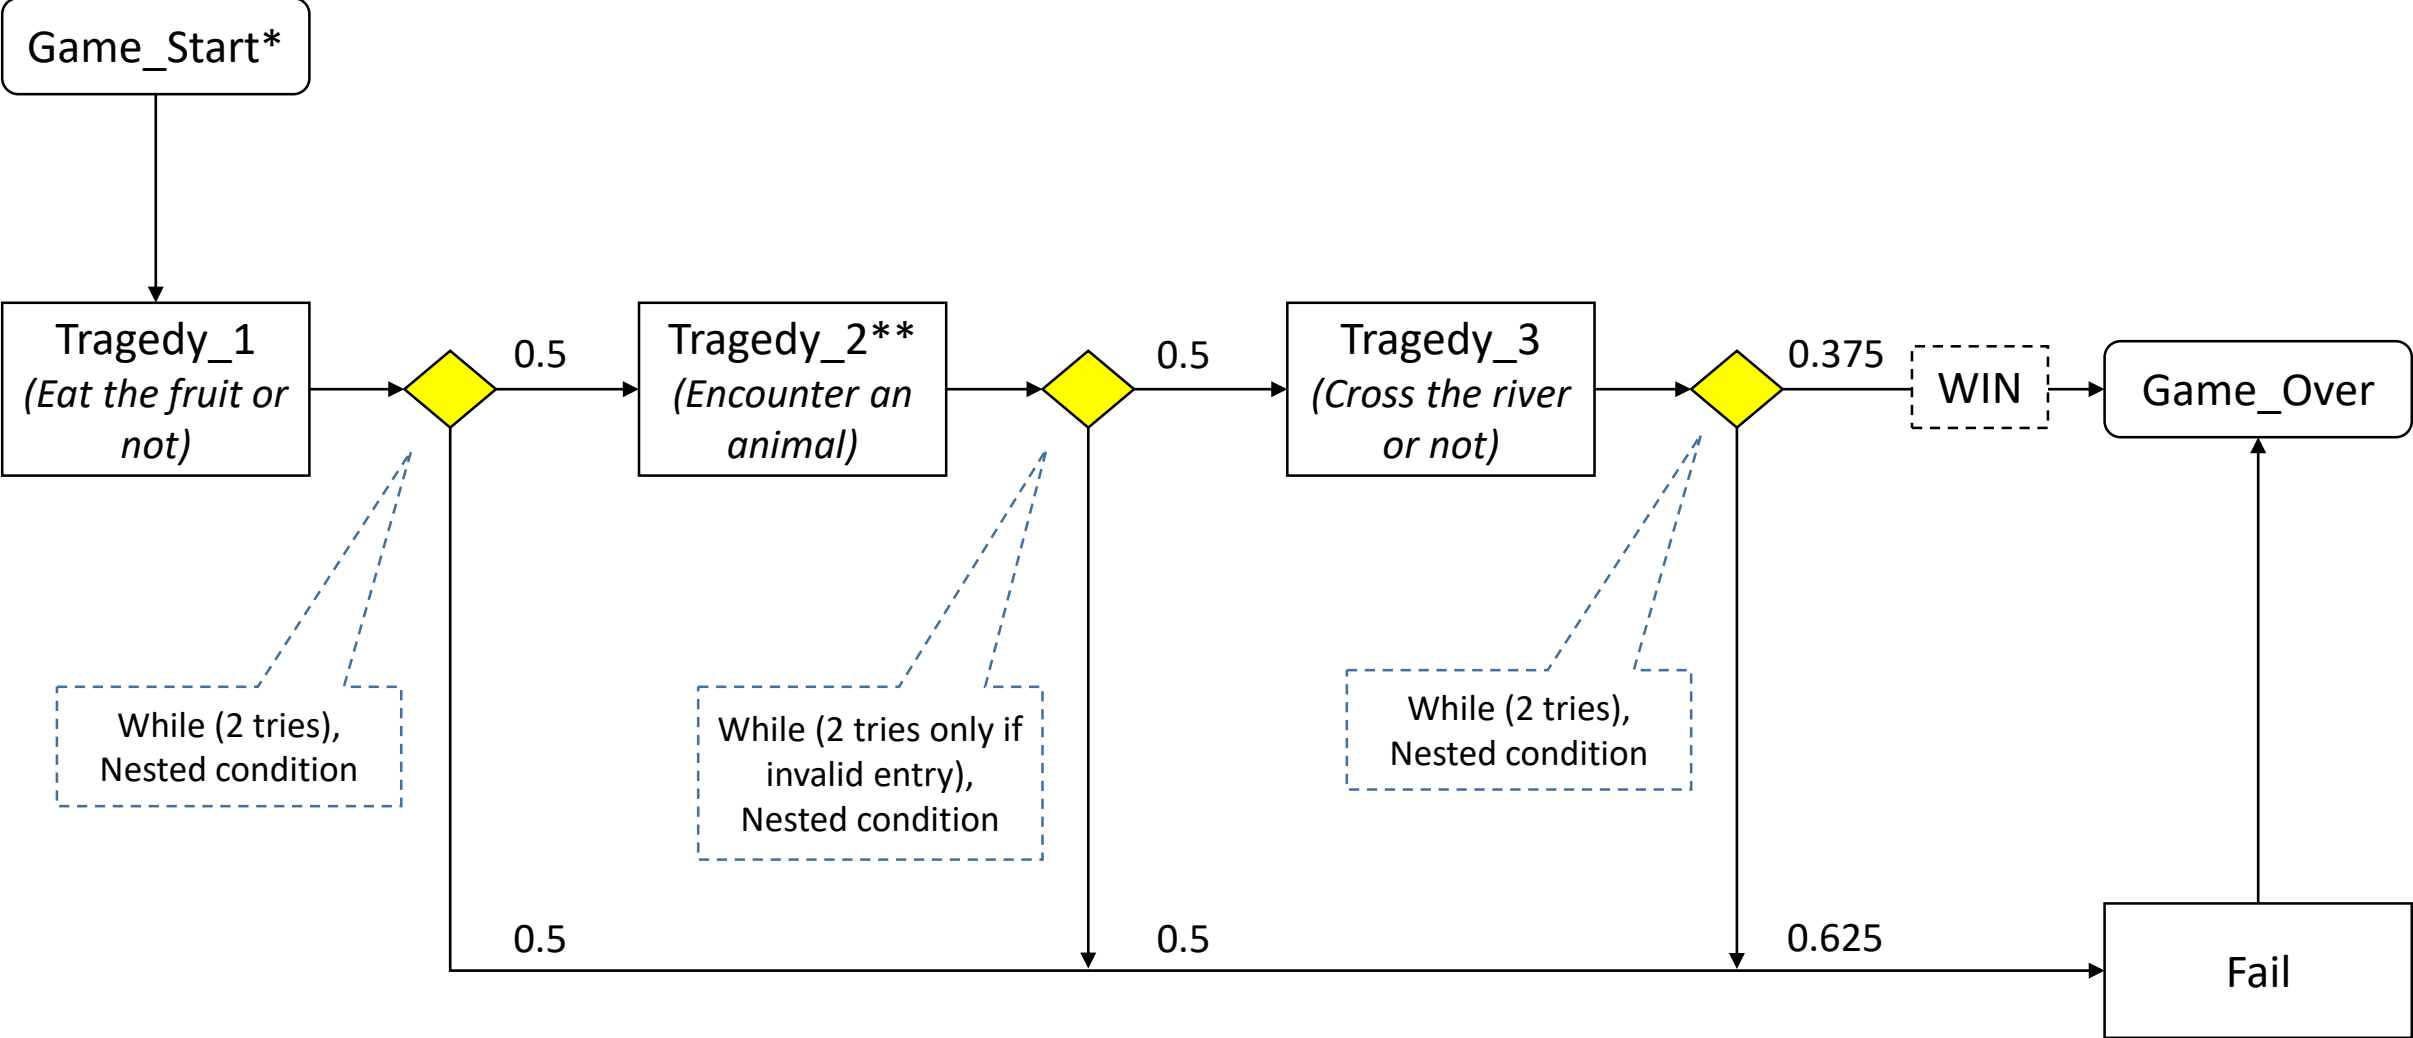 Game_Start*
Tragedy_1
(Eat the fruit or
not)
0.5
Tragedy_2**
(Encounter an
animal)
0.5
Tragedy_3
(Cross the river
or not)
0.375
WIN
Game_Over
While (2 tries),
Nested condition
While (2 tries only if
invalid entry),
Nested condition
While (2 tries),
Nested condition
0.5
0.5
0.625
Fail